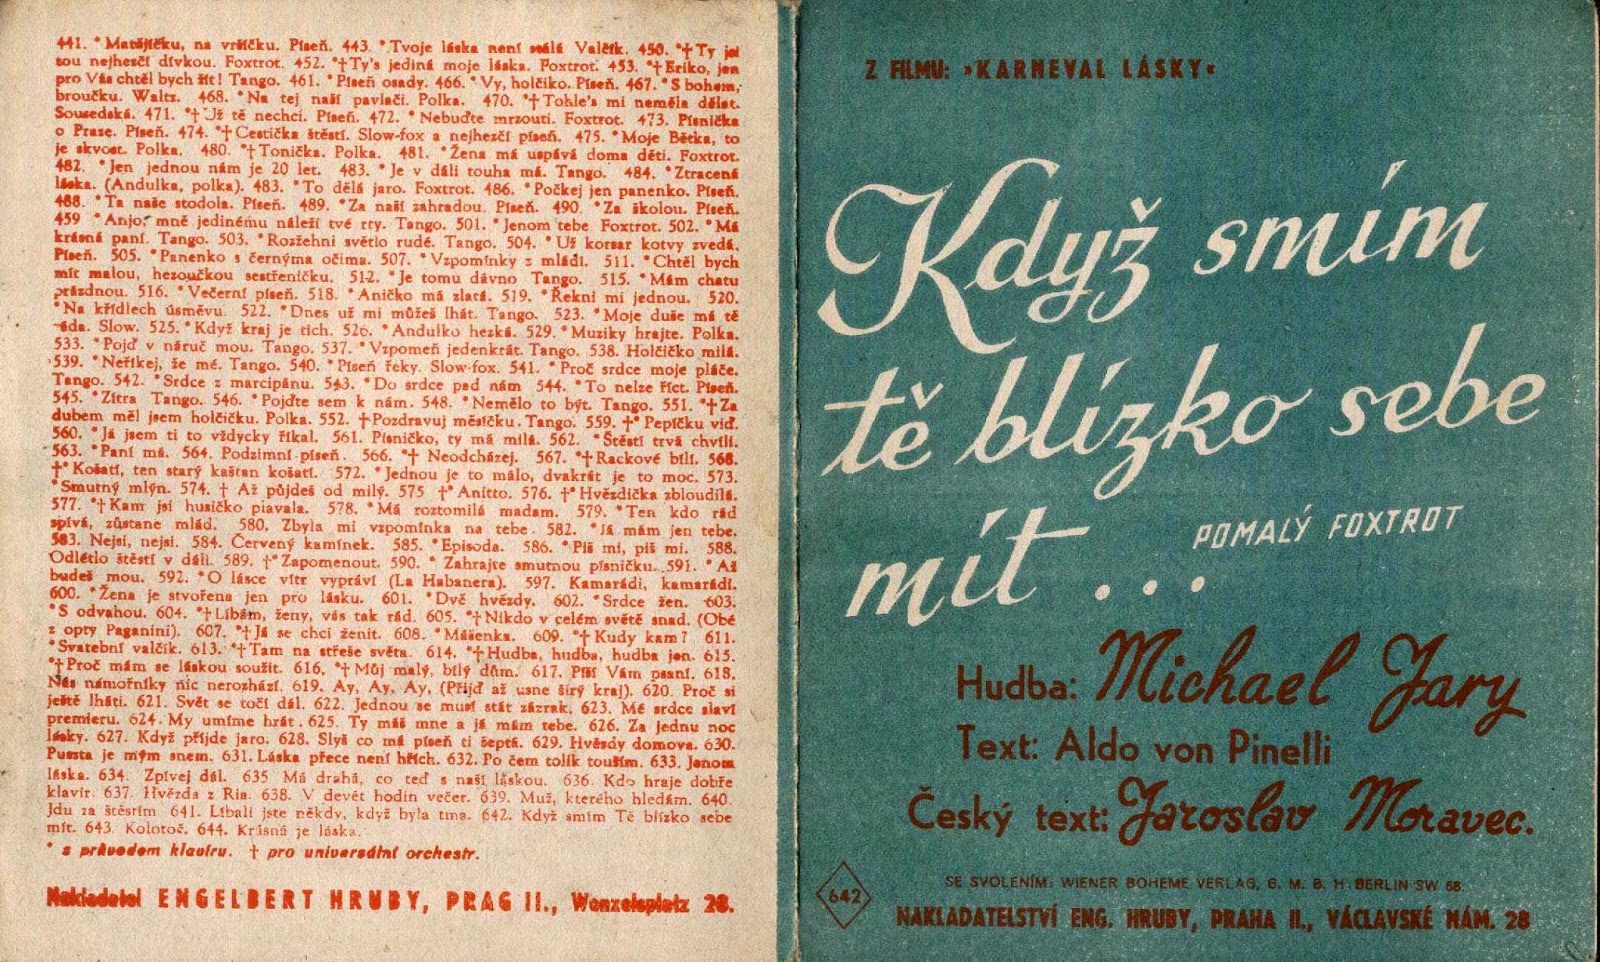 441. *Matějíčku, na vršíčku. Píseň. 443. *Tvoje láska není stálá Valčík. 450. *†Ty jsi
tou nejhezčí dívkou. Foxtrot. 452. *†Ty's jediná moje láska. Foxtrot. 453. *†Eriko, jen
pro Vás chtěl bych žít! Tango. 461. *Píseň osady. 466. *Vy, holčiko. Píseň. 467. *S bohem,
broučku. Waltz. 468. *Na tej naší pavlači. Polka. 470. *†Tohle's mi neměla dělat.
Sousedská. 471. *†Už tě nechci. Píseň. 472. *Nebuďte mrzouti. Foxtrot. 473. Písnička
o Praze. Píseň. 474. *†Cestička štěstí. Slow-fox a nejhezčí píseň. 475. *Moje Bětka, to
je skvost. Polka. 480. *†Tonička. Polka. 481. *Žena má uspává doma děti. Foxtrot.
482. *Jen jednou nám je 20 let. 483. *Je v dáli touha má. Tango. 484. *Ztracená
láska. (Andulka, polka). 483. *To dělá jaro. Foxtrot. 486. *Počkej jen panenko. Píseň.
488. *Ta naše stodola. Píseň. 489. *Za naší zahradou. Píseň. 490. *Za školou. Píseň.
459 *Anjo, mně jedinému náleží tvé rty. Tango. 501. *Jenom tebe Foxtrot. 502. *Má
krásná paní. Tango. 503. *Rozžehni světlo rudé. Tango. 504. *Už korsar kotvy zvedá.
Píseň. 505. *Panenko s černýma očima. 507. *Vzpomínky z mládí. 511. *Chtěl bych
mít malou, hezoučkou sestřeničku. 512. *Je tomu dávno Tango. 515. *Mám chatu
prázdnou. 516. *Večerní píseň. 518. *Aničko má zlatá. 519. *Řekni mi jednou. 520.
*Na křídlech úsměvu. 522. *Dnes už mi můžeš lhát. Tango. 523. *Moje duše má tě
ráda. Slow. 525. *Když kraj je tich. 526. *Andulko hezká. 529. *Muziky hrajte. Polka.
533. *Pojď v náruč mou. Tango. 537. *Vzpomeň jedenkrát. Tango. 538. Holčičko milá.
539. *Neříkej, že mé. Tango. 540. *Píseň řeky. Slow-fox. 541. *Proč srdce moje pláče.
Tango. 542. *Srdce z marcipánu. 543. *Do srdce pad nám 544. *To nelze říct. Píseň.
545. *Zítra Tango. 546. *Pojďte sem k nám. 548. *Nemělo to být. Tango. 551. *†Za
dubem měl jsem holčičku. Polka. 552. †Pozdravuj měsíčku. Tango. 559. †*Pepíčku viď.
560. *Já jsem ti to vždycky říkal. 561. Písničko, ty má milá. 562. *Štěstí trvá chvíli.
563. *Paní má. 564. Podzimní píseň. 566. *† Neodcházej. 567. *†Rackové bílí. 568.
†*Košatí, ten starý kaštan košatí. 572. *Jednou je to málo, dvakrát je to moc. 573.
*Smutný mlýn. 574. † Až půjdeš od milý. 575 †*Anitto. 576. †*Hvězdička zbloudilá.
577. *†Kam jsi husičko plavala. 578. *Má roztomilá madam. 579. *Ten kdo rád
spívá, zůstane mlád. 580. Zbyla mi vzpomínka na tebe. 582. *Já mám jen tebe.
583. Nejsi, nejsi. 584. Červený kamínek. 585. *Episoda. 586. *Piš mi, piš mi. 588.
Odlétlo štěstí v dáli. 589. †*Zapomenout. 590. *Zahrajte smutnou písničku. 591. *Až
budeš mou. 592. *O lásce vítr vypráví (La Habanera). 597. Kamarádi, kamarádi.
600. *Žena je stvořena jen pro lásku. 601. *Dvě hvězdy. 602. *Srdce žen. 603.
*S odvahou. 604. *†Líbám, ženy, vás tak rád. 605. *†Nikdo v celém světě snad. (Obě
z opty Paganini). 607. *†Já se chci ženit. 608. *Mášenka. 609. *†Kudy kam? 611.
*Svatební valčík. 613. *†Tam na střeše světa. 614. *†Hudba, hudba, hudba jen. 615.
*†Proč mám se láskou soužit. 616. *†Můj malý, bílý dům. 617. Píši Vám psaní. 618.
Nás námořníky nic nerozhází. 619. Ay, Ay, Ay, (Přijď až usne širý kraj). 620. Proč si
ještě lháti. 621. Svět se točí dál. 622. Jednou se musí stát zázrak. 623. Mé srdce slaví
premieru. 624. My umíme hrát. 625. Ty máš mne a já mám tebe. 626. Za jednu noc
lásky. 627. Když přijde jaro. 628. Slyš co má píseň ti šeptá. 629. Hvězdy domova. 630.
Pusta je mým snem. 631. Láska přece není hřích. 632. Po čem tolik toužím. 633. Jenom
láska. 634. Zpívej dál. 635 Má drahá, co teď s naší láskou. 636. Kdo hraje dobře
klavír. 637. Hvězda z Ria. 638. V devět hodin večer. 639. Muž, kterého hledám. 640.
Jdu za štěstím 641. Líbali jste někdy, když byla tma. 642. Když smím Tě blízko sebe
mít. 643. Kolotoč. 644. Krásná je láska.
* s průvodem klavíru. † pro universální orchestr.
Nakladatel ENGELBERT HRUBY, PRAG II., Wenzelsplatz 28.
Z FILMU: »KARNEVAL LÁSKY«
Když smím
tě blízko sebe
mít...
POMALÝ FOXTROT
Hudba: Michael Jary
Text: Aldo von Pinelli
Český text: Jaroslav Moravec.
642
SE SVOLENÍM: WIENER BOHEME VERLAG, G. M. B. H. BERLIN SW 68.
NAKLADATELSTVÍ ENG. HRUBY, PRAHA II., VÁCLAVSKÉ NÁM. 28